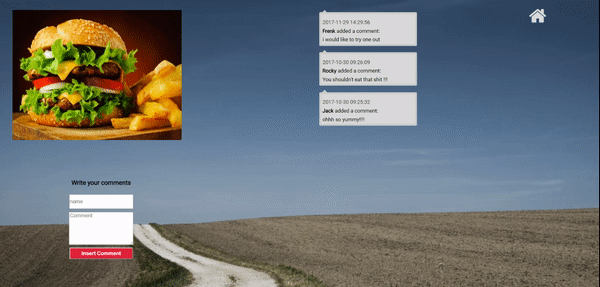 2017-11-29 14:29:56
Frenk added a comment:
i would like to try one out
2017-10-30 09:26:09
Rocky added a comment:
You shouldn't eat that shit !!!
2017-10-30 09:25:32
Jack added a comment:
ohhh so yummy!!!!
Write your comments
name
Comment
Insert Comment